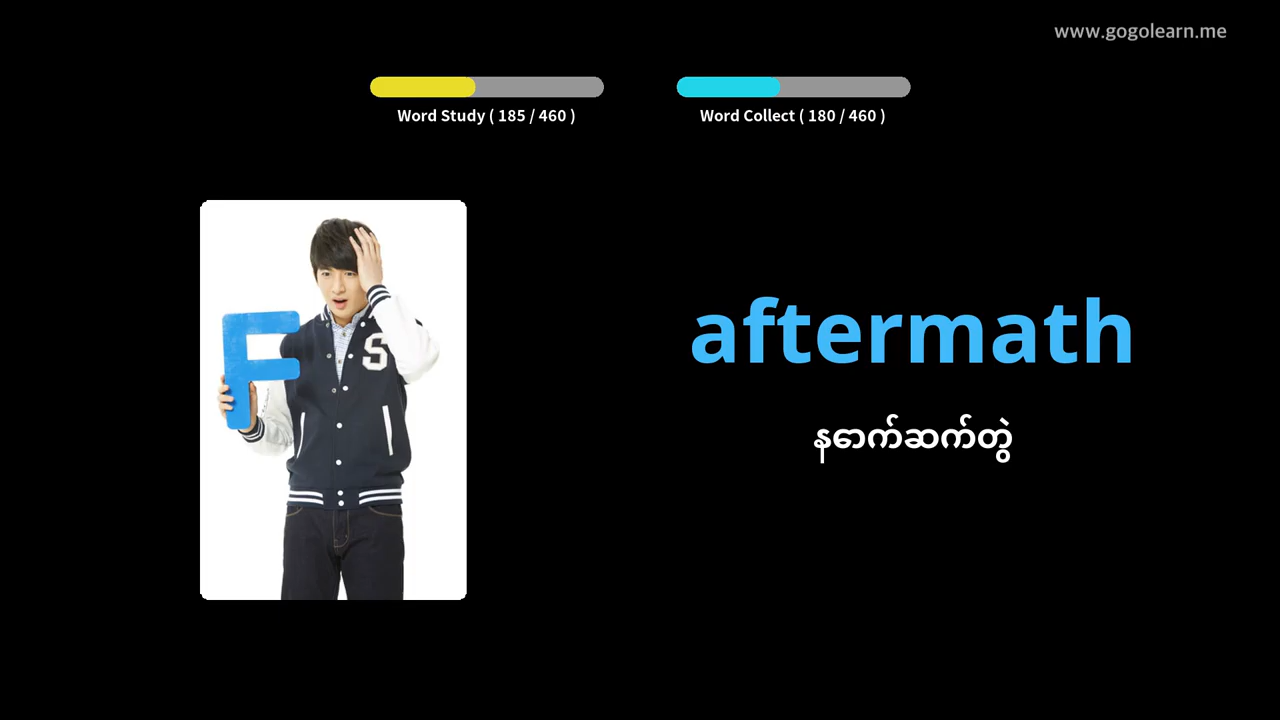 www.gogolearn.me
Word Study ( 185 / 460 )
Word Collect ( 180 / 460 )
F
S
aftermath
နောက်ဆက်တွဲ